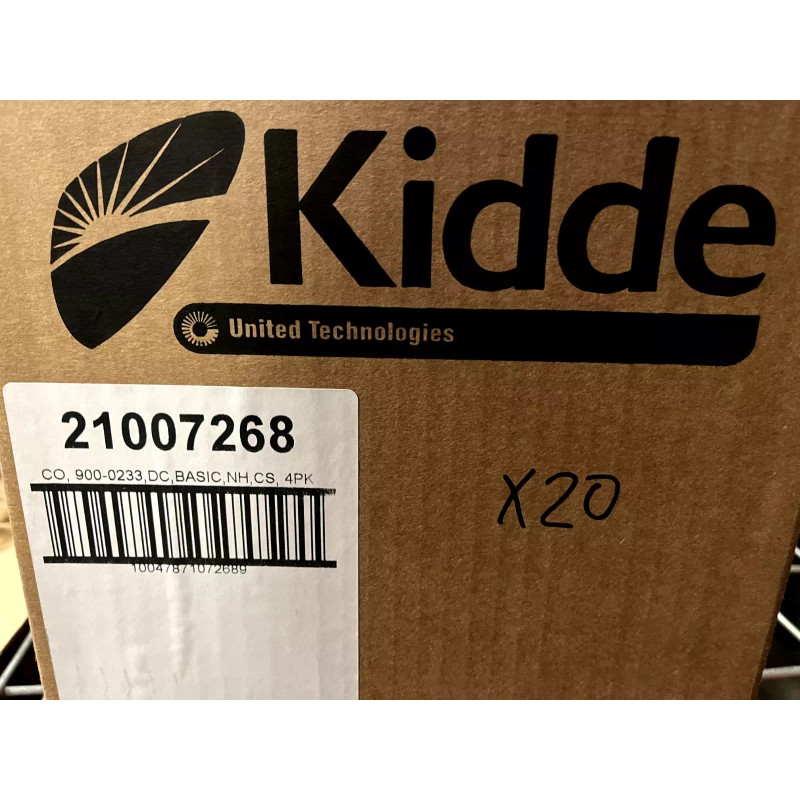 Kidde
United Technologies
21007268
CO, 900-0233,DC,BASIC,NH,CS, 4PK
10047871072689
X20